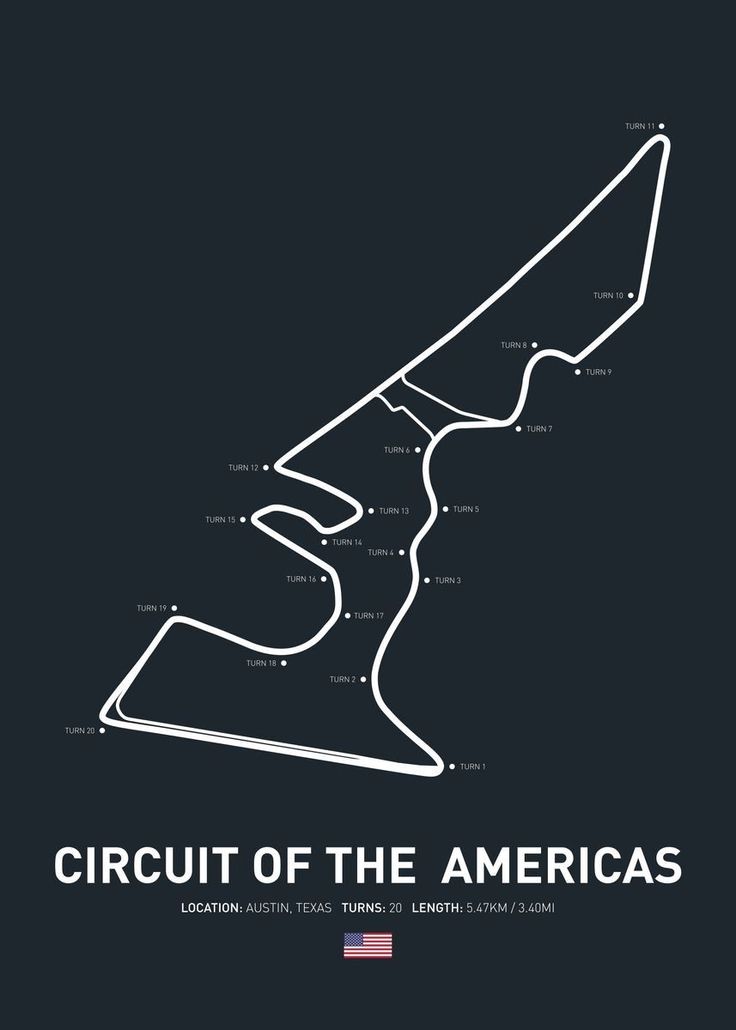 TURN 11
TURN 10
TURN 8
TURN 9
TURN 7
TURN 6
TURN 12
TURN 5
TURN 13
TURN 15
TURN 14
TURN 4
TURN 16
TURN 3
TURN 19
TURN 17
TURN 18
TURN 2
TURN 20
TURN 1
CIRCUIT OF THE AMERICAS
LOCATION: AUSTIN, TEXAS TURNS: 20 LENGTH: 5.47KM / 3.40MI